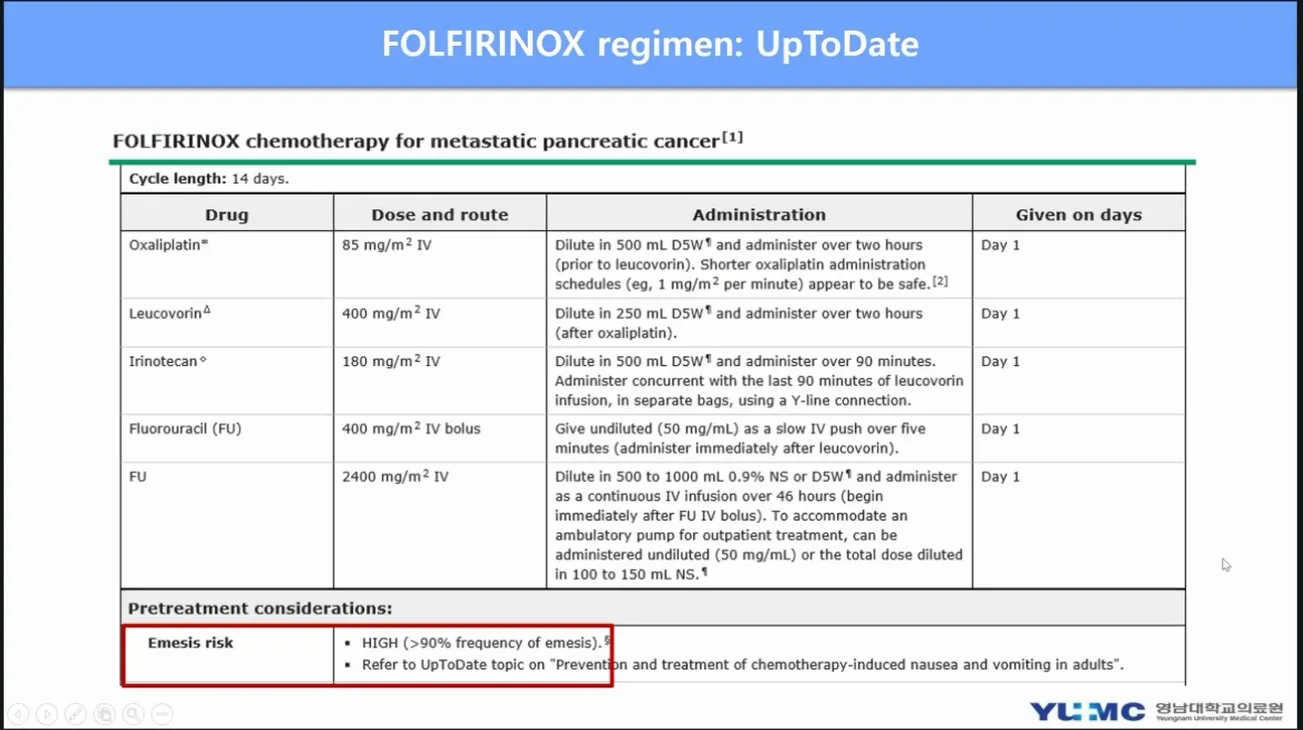 FOLFIRINOX regimen: UpToDate
FOLFIRINOX chemotherapy for metastatic pancreatic cancer[1]
Cycle length: 14 days.
Drug
Dose and route
Administration
Given on days
Oxaliplatin*
85 mg/m² IV
Dilute in 500 mL D5W¶ and administer over two hours
(prior to leucovorin). Shorter oxaliplatin administration
schedules (eg, 1 mg/m² per minute) appear to be safe.[2]
Day 1
LeucovorinΔ
400 mg/m² IV
Dilute in 250 mL D5W¶ and administer over two hours
(after oxaliplatin).
Day 1
Irinotecan◇
180 mg/m² IV
Dilute in 500 mL D5W¶ and administer over 90 minutes.
Administer concurrent with the last 90 minutes of leucovorin
infusion, in separate bags, using a Y-line connection.
Day 1
Fluorouracil (FU)
400 mg/m² IV bolus
Give undiluted (50 mg/mL) as a slow IV push over five
minutes (administer immediately after leucovorin).
Day 1
FU
2400 mg/m² IV
Dilute in 500 to 1000 mL 0.9% NS or D5W¶ and administer
as a continuous IV infusion over 46 hours (begin
immediately after FU IV bolus). To accommodate an
ambulatory pump for outpatient treatment, can be
administered undiluted (50 mg/mL) or the total dose diluted
in 100 to 150 mL NS.¶
Day 1
Pretreatment considerations:
Emesis risk
▪ HIGH (>90% frequency of emesis).§
▪ Refer to UpToDate topic on "Prevention and treatment of chemotherapy-induced nausea and vomiting in adults".
YUMC 영남대학교의료원
Yeungnam University Medical Center